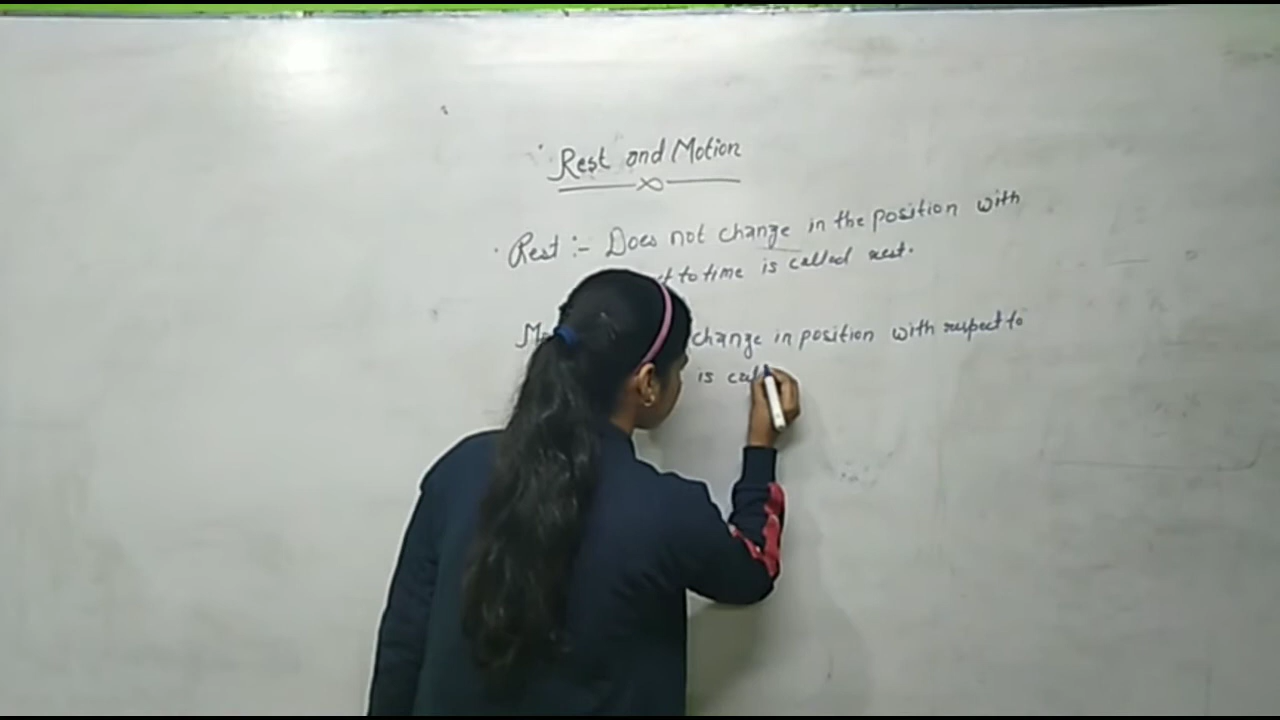 Rest and Motion
Rest :- Does not change in the position with
to time is called rest.
change in position with respect to
is